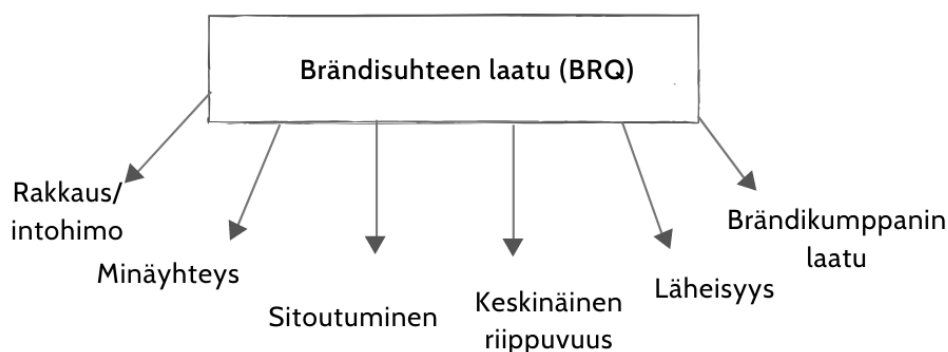 Brändisuhteen laatu (BRQ)
Rakkaus/
intohimo
Minäyhteys
Sitoutuminen
Keskinäinen
riippuvuus
Läheisyys
Brändikumppanin
laatu